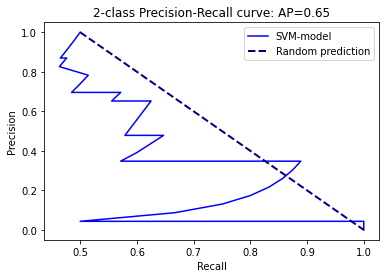 2-class Precision-Recall curve: AP=0.65
SVM-model
Random prediction
Precision
1.0
0.8
0.6
0.4
0.2
0.0
0.5 0.6 0.7 0.8 0.9 1.0
Recall